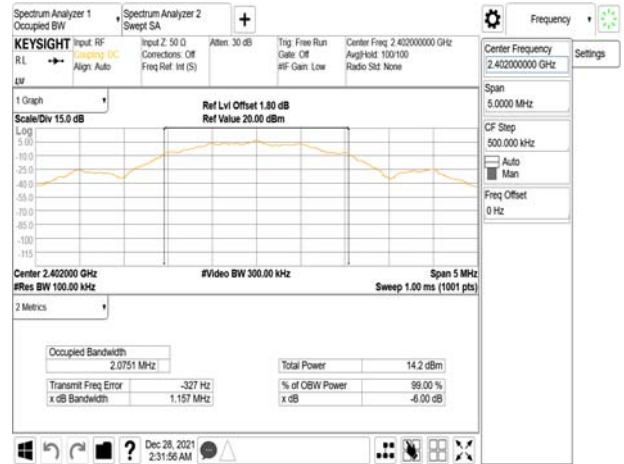 Spectrum Analyzer 1
Occupied BW
Spectrum Analyzer 2
Swept SA
+
Frequency
KEYSIGHT
RL
Input: RF
Coupling: DC
Align: Auto
Input Z: 50 Ω
Corrections: Off
Freq Ref: Int (S)
Atten: 30 dB
Trig: Free Run
Gate: Off
#IF Gain: Low
Center Freq: 2.402000000 GHz
Avg|Hold: 100/100
Radio Std: None
Center Frequency
2.402000000 GHz
Settings
Span
5.0000 MHz
CF Step
500.000 kHz
Auto
Man
Freq Offset
0 Hz
1 Graph
Scale/Div 15.0 dB
Ref Lvl Offset 1.80 dB
Ref Value 20.00 dBm
Log
5.00
-10.0
-25.0
-40.0
-55.0
-70.0
-85.0
-100
-115
Center 2.402000 GHz
#Res BW 100.00 kHz
#Video BW 300.00 kHz
Span 5 MHz
Sweep 1.00 ms (1001 pts)
2 Metrics
Occupied Bandwidth
2.0751 MHz
Total Power 14.2 dBm
Transmit Freq Error -327 Hz
% of OBW Power 99.00 %
x dB Bandwidth 1.157 MHz
x dB -6.00 dB
?
Dec 28, 2021
2:31:56 AM